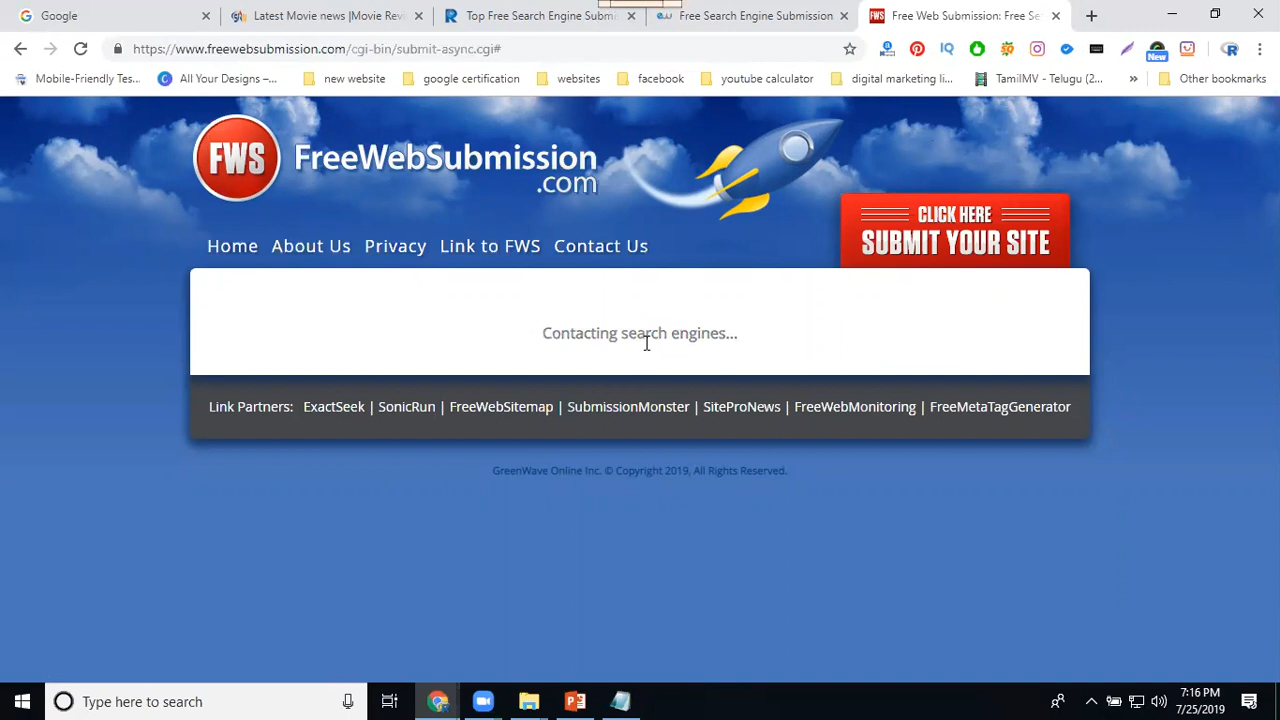 Google
Latest Movie news |Movie Rev
Top Free Search Engine Subm
Free Search Engine Submission
FWS
Free Web Submission: Free Se
https://www.freewebsubmission.com/cgi-bin/submit-async.cgi#
New
Mobile-Friendly Tes...
All Your Designs –...
new website
google certification
websites
facebook
youtube calculator
digital marketing li...
TamilMV - Telugu (2...
Other bookmarks
FWS
FreeWebSubmission
.com
CLICK HERE
SUBMIT YOUR SITE
Home About Us Privacy Link to FWS Contact Us
Contacting search engines...
Link Partners: ExactSeek | SonicRun | FreeWebSitemap | SubmissionMonster | SiteProNews | FreeWebMonitoring | FreeMetaTagGenerator
GreenWave Online Inc. © Copyright 2019, All Rights Reserved.
Type here to search
7:16 PM
7/25/2019